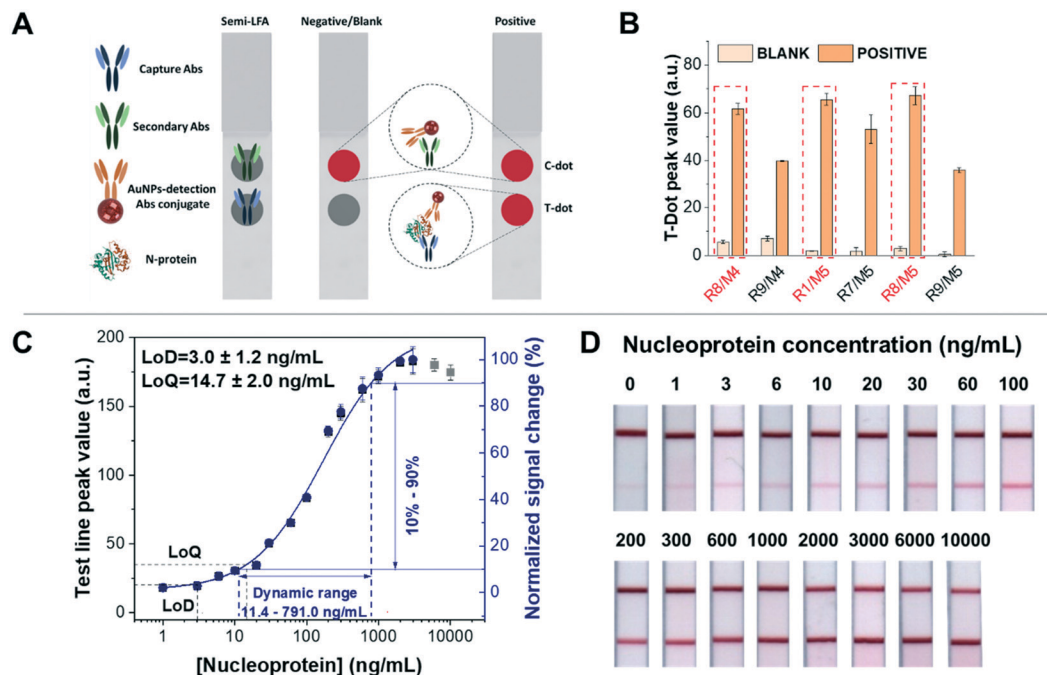 A
Semi-LFA
Negative/Blank
Positive
Capture Abs
Secondary Abs
AuNPs-detection
Abs conjugate
N-protein
C-dot
T-dot
B
T-Dot peak value (a.u.)
80
60
40
20
0
BLANK
POSITIVE
R8/M4
R9/M4
R1/M5
R7/M5
R8/M5
R9/M5
C
Test line peak value (a.u.)
200
150
100
50
0
LoD=3.0 ± 1.2 ng/mL
LoQ=14.7 ± 2.0 ng/mL
LoQ
LoD
10% - 90%
Dynamic range
11.4 - 791.0 ng/mL
100
80
60
40
20
0
Normalized signal change (%)
1
10
100
1000
10000
[Nucleoprotein] (ng/mL)
D
Nucleoprotein concentration (ng/mL)
0 1 3 6 10 20 30 60 100
200 300 600 1000 2000 3000 6000 10000